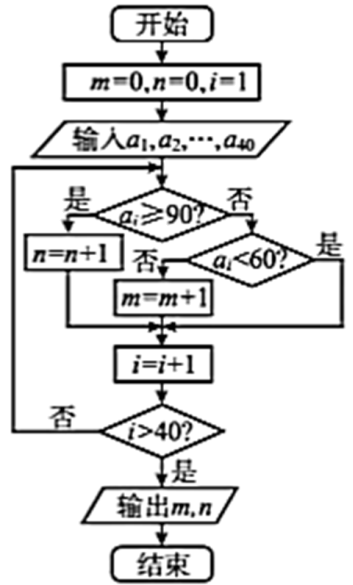 开始
m=0,n=0,i=1
输入a₁,a₂,…,a₄₀
是
aᵢ≥90?
否
n=n+1
否
aᵢ<60?
是
m=m+1
i=i+1
否
i>40?
是
输出m,n
结束